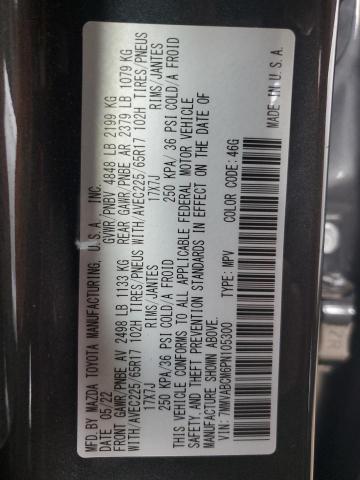 MFD.BY MAZDA TOYOTA MANUFACTURING, U.S.A., INC.
05/22 GVWR/PNBV 4848 LB 2199 KG
FRONT GAWR/PNBE AV 2498 LB 1133 KG REAR GAWR/PNBE AR 2379 LB 1079 KG
WITH/AVEC225/65R17 102H TIRES/PNEUS WITH/AVEC225/65R17 102H TIRES/PNEUS
17X7J RIMS/JANTES 17X7J RIMS/JANTES
250 KPA/36 PSI COLD/A FROID 250 KPA/36 PSI COLD/A FROID
THIS VEHICLE CONFORMS TO ALL APPLICABLE FEDERAL MOTOR VEHICLE
SAFETY AND THEFT PREVENTION STANDARDS IN EFFECT ON THE DATE OF
MANUFACTURE SHOWN ABOVE.
VIN: 7MMVABCM6PN105300 TYPE: MPV
COLOR CODE: 46G
MADE IN U.S.A.